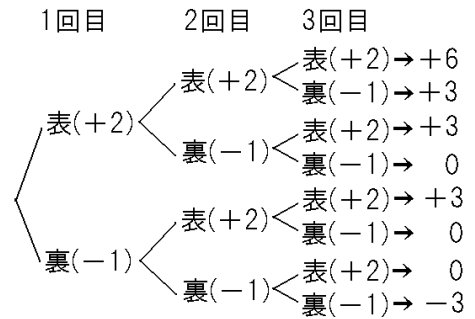 1回目 2回目 3回目
表(+2)→+6
表(+2)
裏(-1)→+3
表(+2)
表(+2)→+3
裏(-1)
裏(-1)→ 0
表(+2)→+3
表(+2)
裏(-1)→ 0
裏(-1)
表(+2)→ 0
裏(-1)
裏(-1)→-3